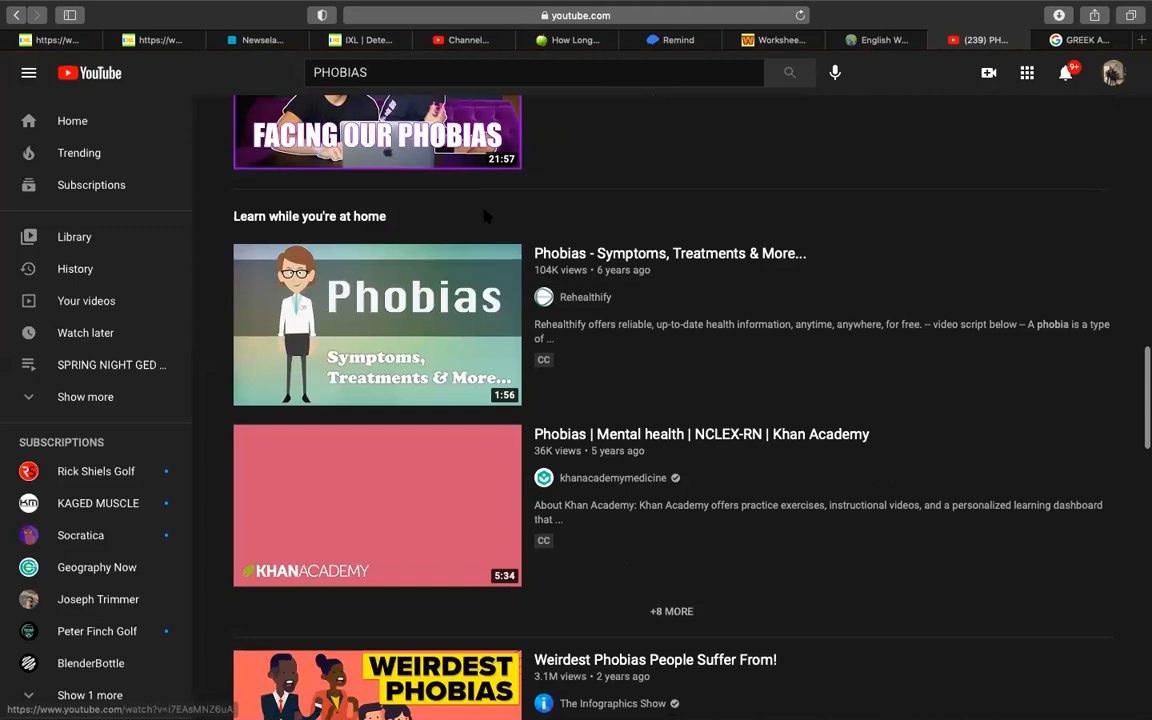 youtube.com
https://w...
https://w...
Newsela...
IXL | Dete...
Channel...
How Long...
Remind
Workshee...
English W...
(239) PH...
GREEK A...
YouTube
PHOBIAS
9+
Home
Trending
Subscriptions
Library
History
Your videos
Watch later
SPRING NIGHT GED ...
Show more
SUBSCRIPTIONS
Rick Shiels Golf
KAGED MUSCLE
Socratica
Geography Now
Joseph Trimmer
Peter Finch Golf
BlenderBottle
Show 1 more
FACING OUR PHOBIAS
21:57
Learn while you're at home
Phobias
Symptoms,
Treatments & More...
1:56
Phobias - Symptoms, Treatments & More...
104K views • 6 years ago
Rehealthify
Rehealthify offers reliable, up-to-date health information, anytime, anywhere, for free. -- video script below -- A phobia is a type
of ...
CC
KHANACADEMY
5:34
Phobias | Mental health | NCLEX-RN | Khan Academy
36K views • 5 years ago
khanacademymedicine
About Khan Academy: Khan Academy offers practice exercises, instructional videos, and a personalized learning dashboard
that ...
CC
+8 MORE
WEIRDEST
PHOBIAS
Weirdest Phobias People Suffer From!
3.1M views • 2 years ago
The Infographics Show
https://www.youtube.com/watch?v=i7EAsMNZ6uA